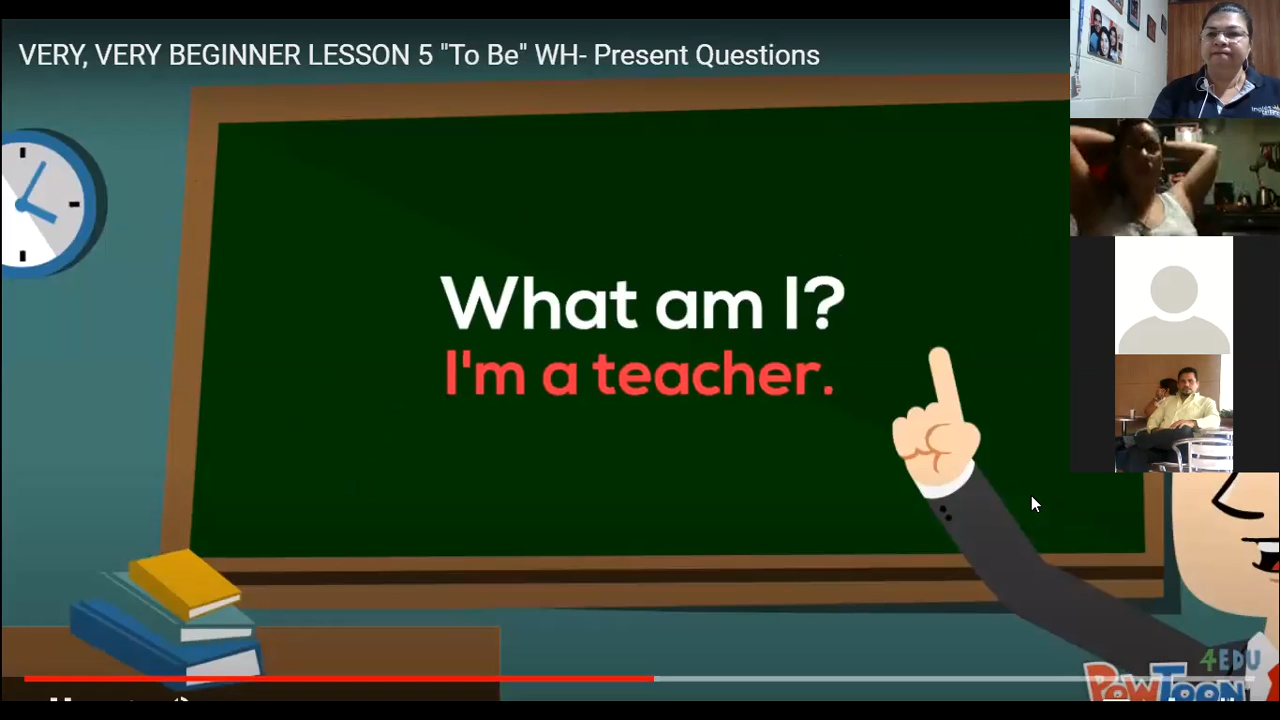 VERY, VERY BEGINNER LESSON 5 "To Be" WH- Present Questions
What am I?
I'm a teacher.
4EDU
POWTOON